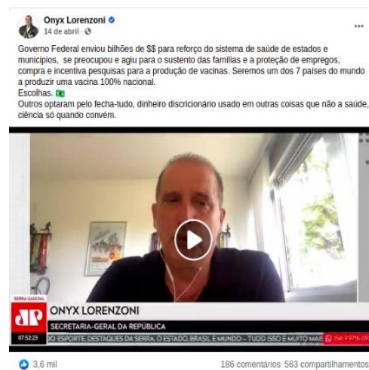 Onyx Lorenzoni
14 de abril ·
Governo Federal enviou bilhões de S$ para reforço do sistema de saúde de estados e
municípios, se preocupou e agiu para o sustento das famílias e a proteção de empregos,
compra e incentiva pesquisas para a produção de vacinas. Seremos um dos 7 países do mundo
a produzir uma vacina 100% nacional.
Escolhas.
Outros optaram pelo fecha-tudo, dinheiro discricionário usado em outras coisas que não a saúde,
ciência só quando convém.
SERRA GAÚCHA
JP
ONYX LORENZONI
SECRETARIA-GERAL DA REPÚBLICA
07:52:23
DO ESPORTE, DESTAQUES DA SERRA, O ESTADO, BRASIL E MUNDO - TUDO ISSO E MUITO MAIS
3,6 mil
186 comentários 563 compartilhamentos